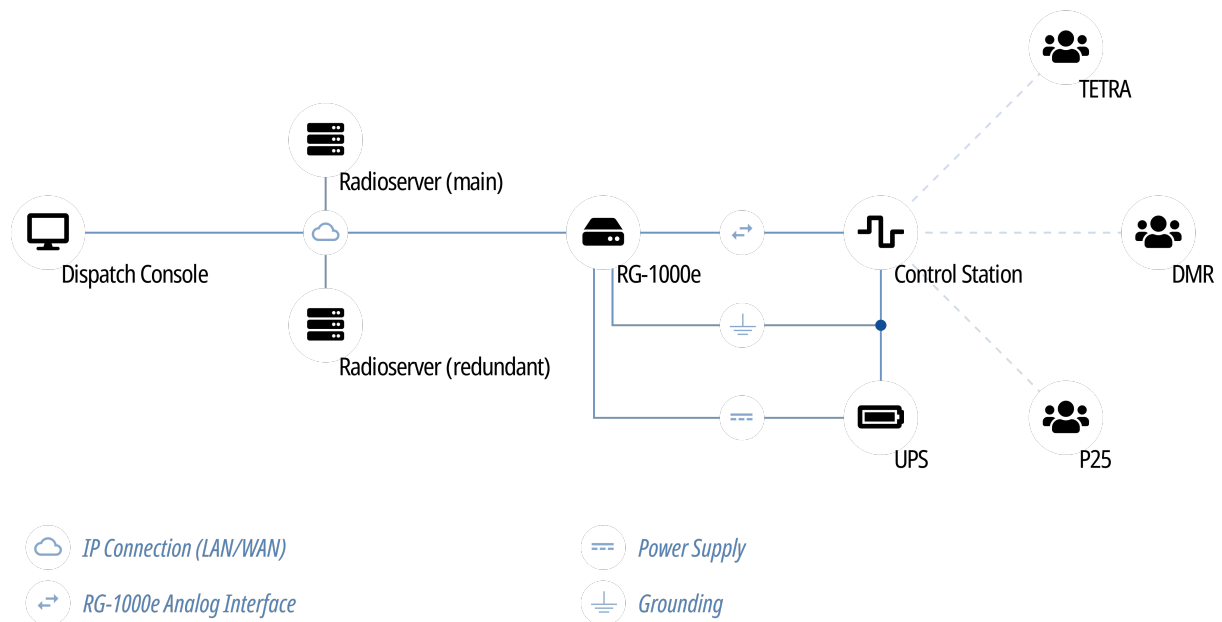 TETRA
Radioserver (main)
Dispatch Console
RG-1000e
Control Station
DMR
Radioserver (redundant)
UPS
P25
IP Connection (LAN/WAN)
Power Supply
RG-1000e Analog Interface
Grounding